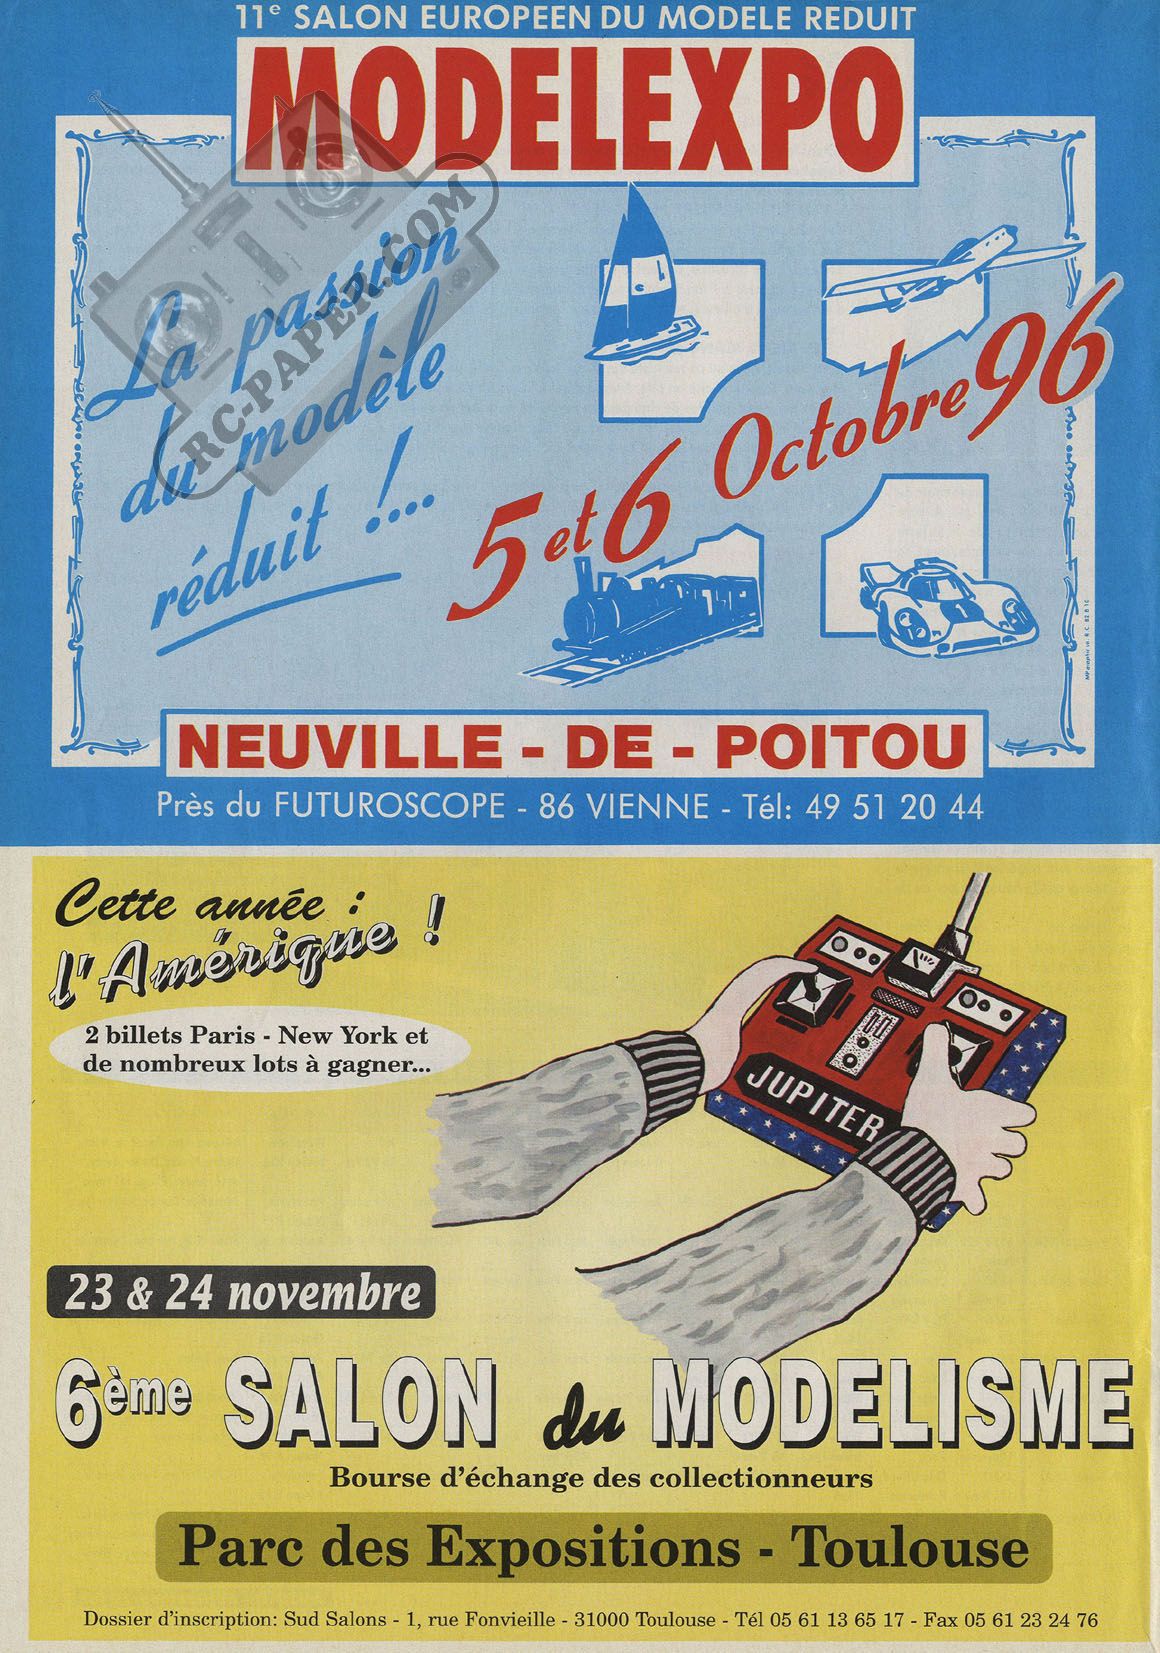 11e SALON EUROPEEN DU MODELE REDUIT
MODELEXPO
RC-PAPER.COM
La passion
du modèle
réduit !...
5 et 6 Octobre 96
NEUVILLE - DE - POITOU
Près du FUTUROSCOPE - 86 VIENNE - Tél: 49 51 20 44
Cette année :
l'Amérique !
2 billets Paris - New York et
de nombreux lots à gagner...
JUPITER
23 & 24 novembre
6ème SALON du MODELISME
Bourse d'échange des collectionneurs
Parc des Expositions - Toulouse
Dossier d'inscription: Sud Salons - 1, rue Fonvieille - 31000 Toulouse - Tél 05 61 13 65 17 - Fax 05 61 23 24 76